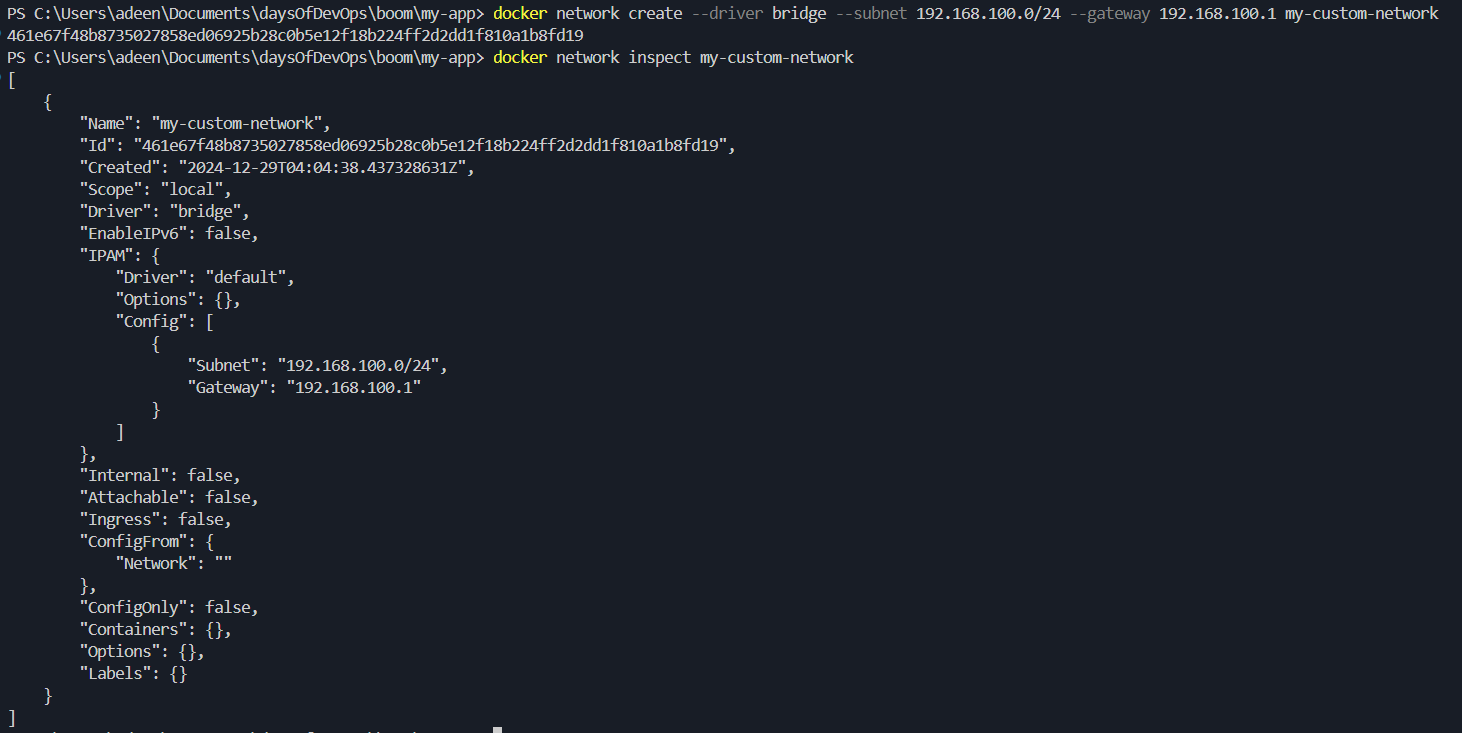 PS C:\Users\adeen\Documents\daysOfDevOps\boom\my-app> docker network create --driver bridge --subnet 192.168.100.0/24 --gateway 192.168.100.1 my-custom-network
461e67f48b8735027858ed06925b28c0b5e12f18b224ff2d2dd1f810a1b8fd19
PS C:\Users\adeen\Documents\daysOfDevOps\boom\my-app> docker network inspect my-custom-network
[
    {
        "Name": "my-custom-network",
        "Id": "461e67f48b8735027858ed06925b28c0b5e12f18b224ff2d2dd1f810a1b8fd19",
        "Created": "2024-12-29T04:04:38.437328631Z",
        "Scope": "local",
        "Driver": "bridge",
        "EnableIPv6": false,
        "IPAM": {
            "Driver": "default",
            "Options": {},
            "Config": [
                {
                    "Subnet": "192.168.100.0/24",
                    "Gateway": "192.168.100.1"
                }
            ]
        },
        "Internal": false,
        "Attachable": false,
        "Ingress": false,
        "ConfigFrom": {
            "Network": ""
        },
        "ConfigOnly": false,
        "Containers": {},
        "Options": {},
        "Labels": {}
    }
]